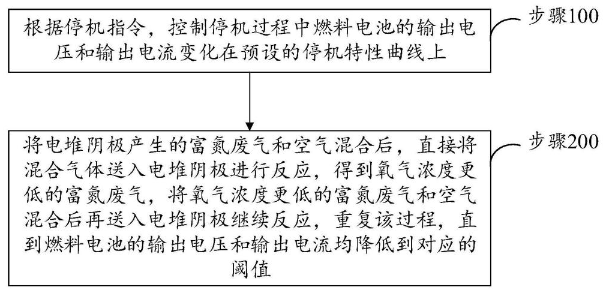 根据停机指令，控制停机过程中燃料电池的输出电
压和输出电流变化在预设的停机特性曲线上
步骤100
将电堆阴极产生的富氮废气和空气混合后，直接将
混合气体送入电堆阴极进行反应，得到氧气浓度更
低的富氮废气，将氧气浓度更低的富氮废气和空气
混合后再送入电堆阴极继续反应，重复该过程，直
到燃料电池的输出电压和输出电流均降低到对应的
阈值
步骤200